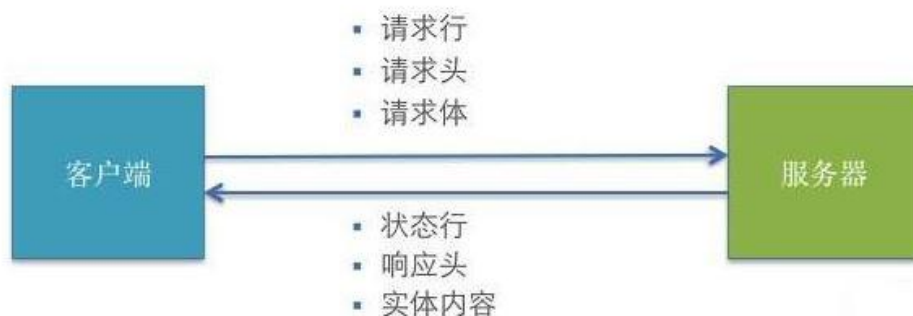 请求行
请求头
请求体
客户端
服务器
状态行
响应头
实体内容